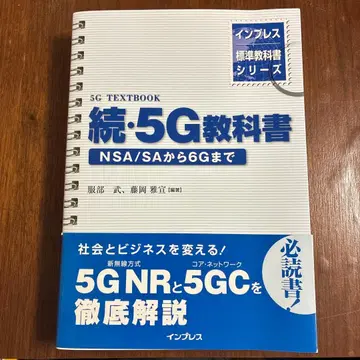 インプレス
標準教科書
シリーズ
5G TEXTBOOK
続・5G教科書
NSA/SAから6Gまで
服部 武、藤岡 雅宣[編著]
社会とビジネスを変える!
必読書!
新無線方式 コア・ネットワーク
5G NRと5GCを
徹底解説
インプレス